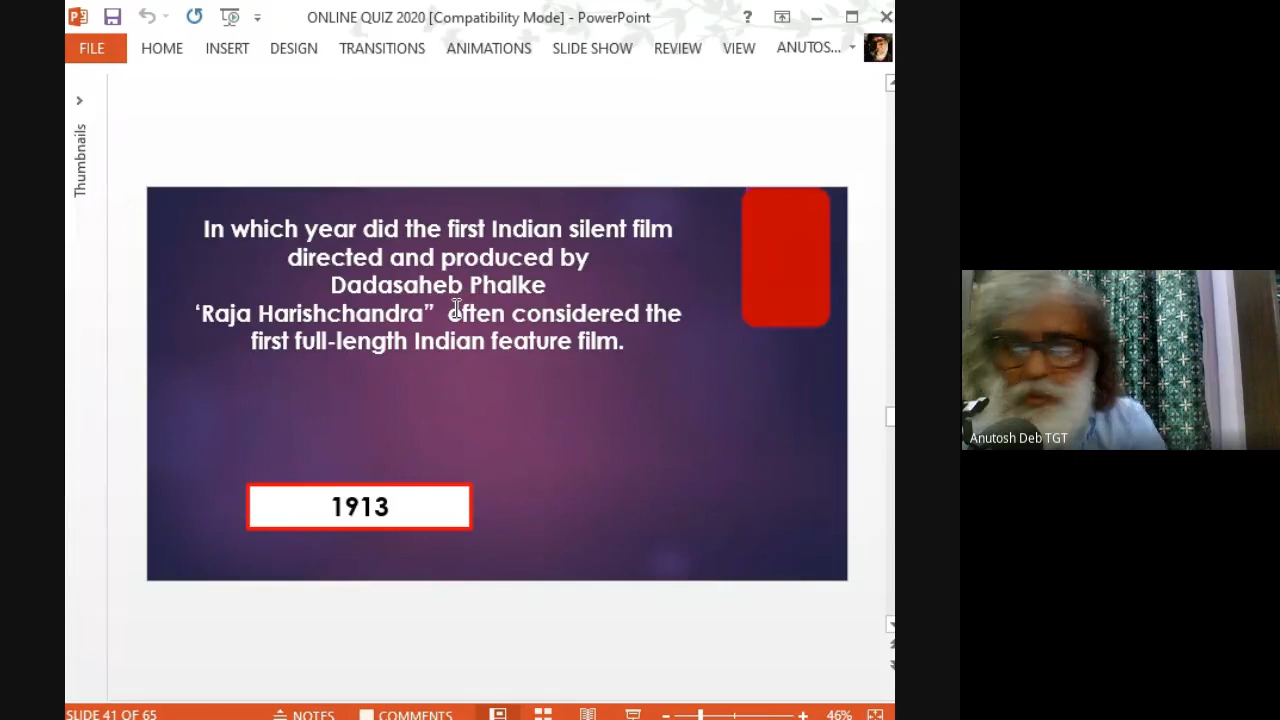 ONLINE QUIZ 2020 [Compatibility Mode] - PowerPoint
FILE HOME INSERT DESIGN TRANSITIONS ANIMATIONS SLIDE SHOW REVIEW VIEW ANUTOS...
Thumbnails
In which year did the first Indian silent film
directed and produced by
Dadasaheb Phalke
‘Raja Harishchandra” often considered the
first full-length Indian feature film.
1913
Anutosh Deb TGT
SLIDE 41 OF 65 NOTES COMMENTS 46%